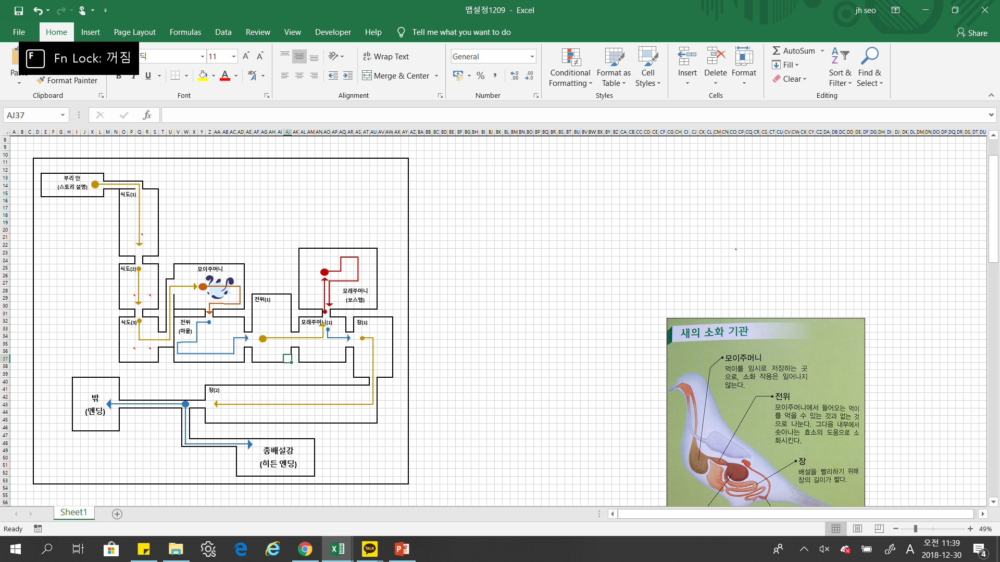 맵설정1209 - Excel
jh seo
File
Home
Insert
Page Layout
Formulas
Data
Review
View
Developer
Help
Tell me what you want to do
Share
Fn Lock: 꺼짐
11
Wrap Text
General
Conditional Formatting
Format as Table
Cell Styles
Insert
Delete
Format
AutoSum
Fill
Clear
Sort & Filter
Find & Select
Format Painter
Merge & Center
Clipboard
Font
Alignment
Number
Styles
Cells
Editing
AJ37
부리 안
(스토리 설명)
식도(1)
식도(2)
모이주머니
모래주머니
(보스맵)
전위(1)
식도(3)
전위
(마을)
모래주머니(1)
장(1)
장(2)
밖
(엔딩)
총배설강
(히든 엔딩)
새의 소화 기관
모이주머니
먹이를 임시로 저장하는 곳
으로, 소화 작용은 일어나지
않는다.
전위
모이주머니에서 들어오는 먹이
를 먹을 수 있는 것과 없는 것
으로 나눈다. 그다음 내부에서
솟아나는 효소의 도움으로 소
화시킨다.
장
배설을 빨리하기 위해
장의 길이가 짧다.
Sheet1
Ready
49%
TALK
A
오전 11:39
2018-12-30
4